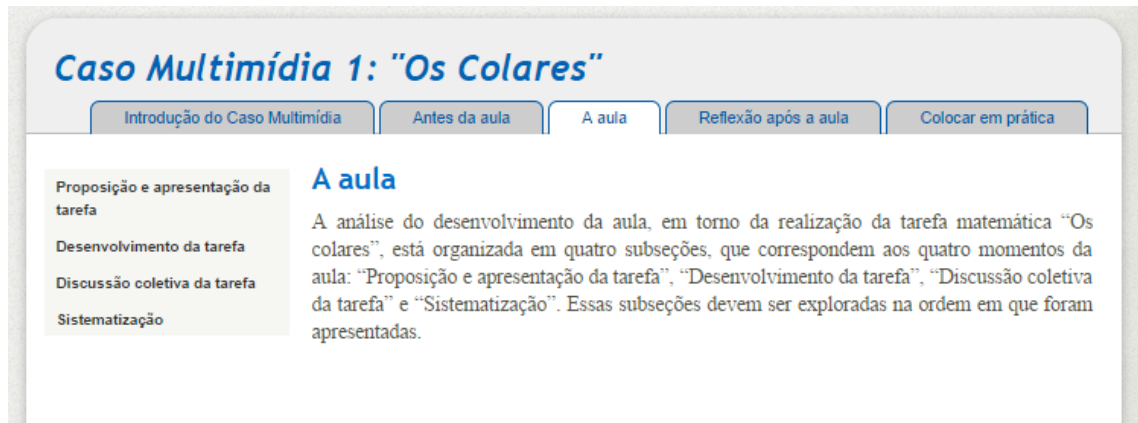 Caso Multimídia 1: "Os Colares"
Introdução do Caso Multimídia
Antes da aula
A aula
Reflexão após a aula
Colocar em prática
Proposição e apresentação da
tarefa
Desenvolvimento da tarefa
Discussão coletiva da tarefa
Sistematização
A aula
A análise do desenvolvimento da aula, em torno da realização da tarefa matemática “Os
colares”, está organizada em quatro subseções, que correspondem aos quatro momentos da
aula: “Proposição e apresentação da tarefa”, “Desenvolvimento da tarefa”, “Discussão coletiva
da tarefa” e “Sistematização”. Essas subseções devem ser exploradas na ordem em que foram
apresentadas.